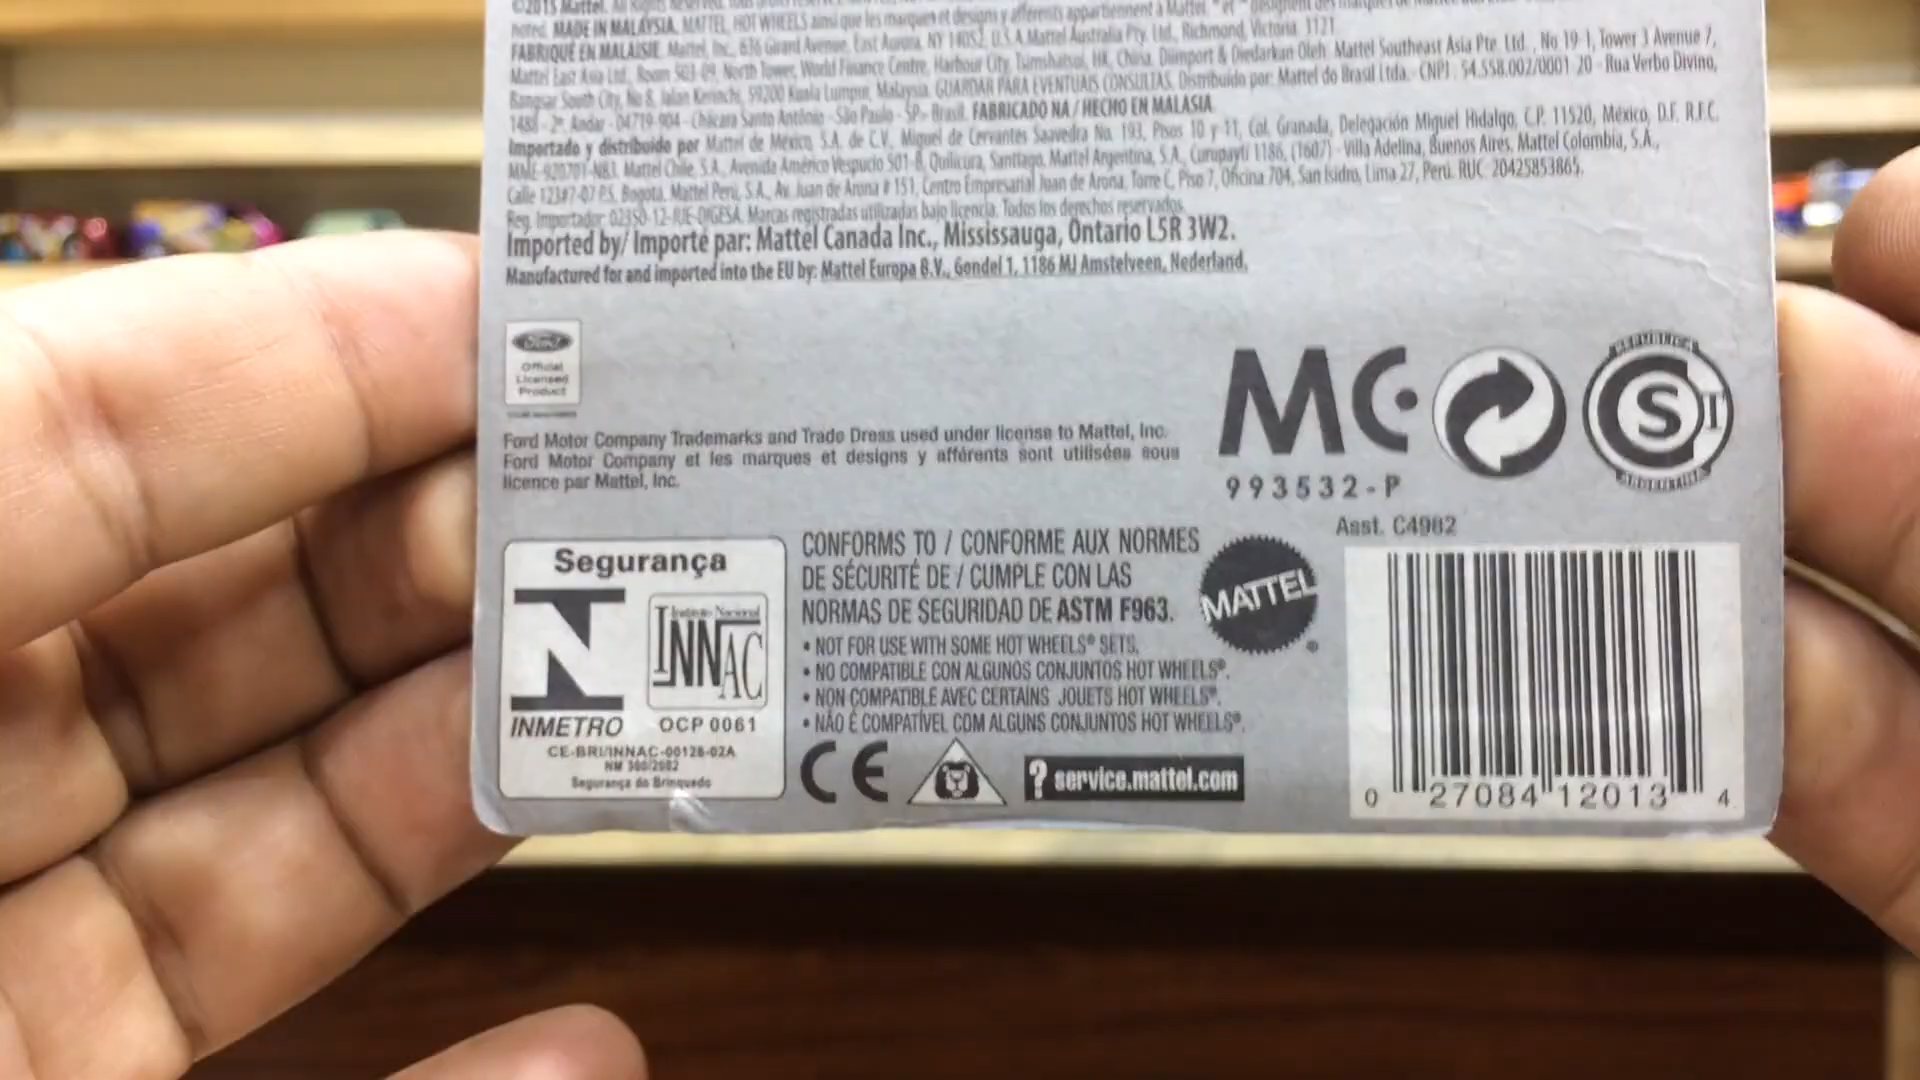 ©2015 Mattel. All Rights Reserved.
MADE IN MALAYSIA. MATTEL, HOT WHEELS ainsi que les marques et designs y afférents appartiennent à Mattel.
FABRIQUÉ EN MALAISIE. Mattel, Inc., 636 Girard Avenue, East Aurora, NY 14052, U.S.A. Mattel Australia Pty. Ltd., Richmond, Victoria. 3121.
Mattel East Asia Ltd., Room 503-09, North Tower, World Finance Centre, Harbour City, Tsimshatsui, HK, China. Diimport & Diedarkan Oleh: Mattel Southeast Asia Pte. Ltd., No 19-1, Tower 3 Avenue 7,
Bangsar South City, No 8, Jalan Kerinchi, 59200 Kuala Lumpur, Malaysia. GUARDAR PARA EVENTUAIS CONSULTAS. Distribuido por: Mattel do Brasil Ltda.- CNPJ : 54.558.002/0001-20 - Rua Verbo Divino,
1488 - 2º. Andar - 04719-904 - Chácara Santo Antônio - São Paulo - SP - Brasil. FABRICADO NA / HECHO EN MALASIA.
Importado y distribuido por Mattel de México, S.A. de C.V., Miguel de Cervantes Saavedra No. 193, Pisos 10 y 11, Col. Granada, Delegación Miguel Hidalgo, C.P. 11520, México, D.F. R.F.C.
MME-920701-NB3. Mattel Chile, S.A., Avenida Américo Vespucio 501-B, Quilicura, Santiago. Mattel Argentina, S.A., Curupaytí 1186, (1607) - Villa Adelina, Buenos Aires. Mattel Colombia, S.A.,
Calle 123#7-07 P.5, Bogotá. Mattel Perú, S.A., Av. Juan de Arona # 151, Centro Empresarial Juan de Arona, Torre C, Piso 7, Oficina 704, San Isidro, Lima 27, Perú. RUC: 20425853865.
Reg. Importador: 02350-12-JUE-DIGESA. Marcas registradas utilizadas bajo licencia. Todos los derechos reservados.
Imported by/ Importé par: Mattel Canada Inc., Mississauga, Ontario L5R 3W2.
Manufactured for and imported into the EU by: Mattel Europa B.V., Gondel 1, 1186 MJ Amstelveen, Nederland.
Ford
Official
Licensed
Product
Ford Motor Company Trademarks and Trade Dress used under license to Mattel, Inc.
Ford Motor Company et les marques et designs y afférents sont utilisées sous
licence par Mattel, Inc.
MC
993532-P
REPUBLICA
S
ARGENTINA
Asst. C4982
Segurança
INMETRO
Instituto Nacional
INNAC
OCP 0061
CE-BRI/INNAC-00128-02A
NM 300/2002
Segurança do Brinquedo
CONFORMS TO / CONFORME AUX NORMES
DE SÉCURITÉ DE / CUMPLE CON LAS
NORMAS DE SEGURIDAD DE ASTM F963.
• NOT FOR USE WITH SOME HOT WHEELS® SETS.
• NO COMPATIBLE CON ALGUNOS CONJUNTOS HOT WHEELS®.
• NON COMPATIBLE AVEC CERTAINS JOUETS HOT WHEELS®.
• NÃO É COMPATÍVEL COM ALGUNS CONJUNTOS HOT WHEELS®.
MATTEL®
CE
? service.mattel.com
0 27084 12013 4